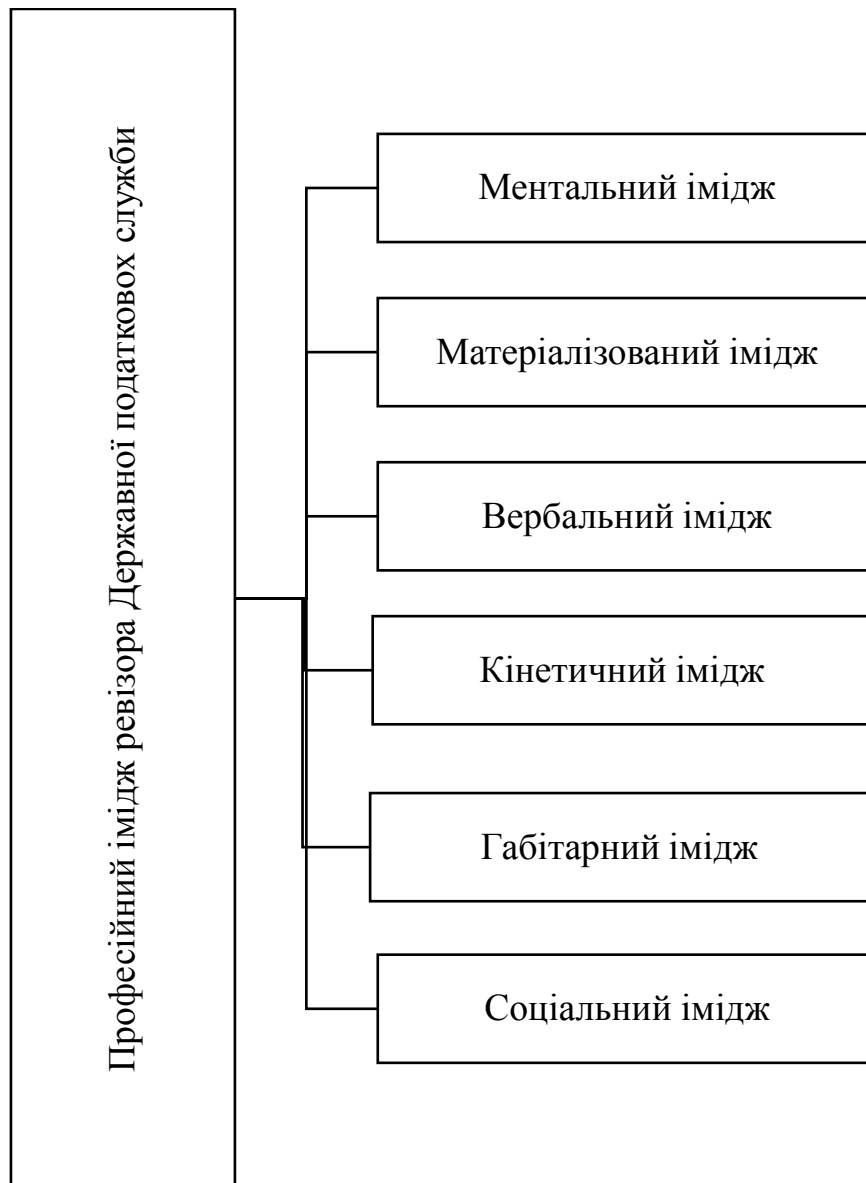 Професійний імідж ревізора Державної податковох служби
Ментальний імідж
Матеріалізований імідж
Вербальний імідж
Кінетичний імідж
Габітарний імідж
Соціальний імідж